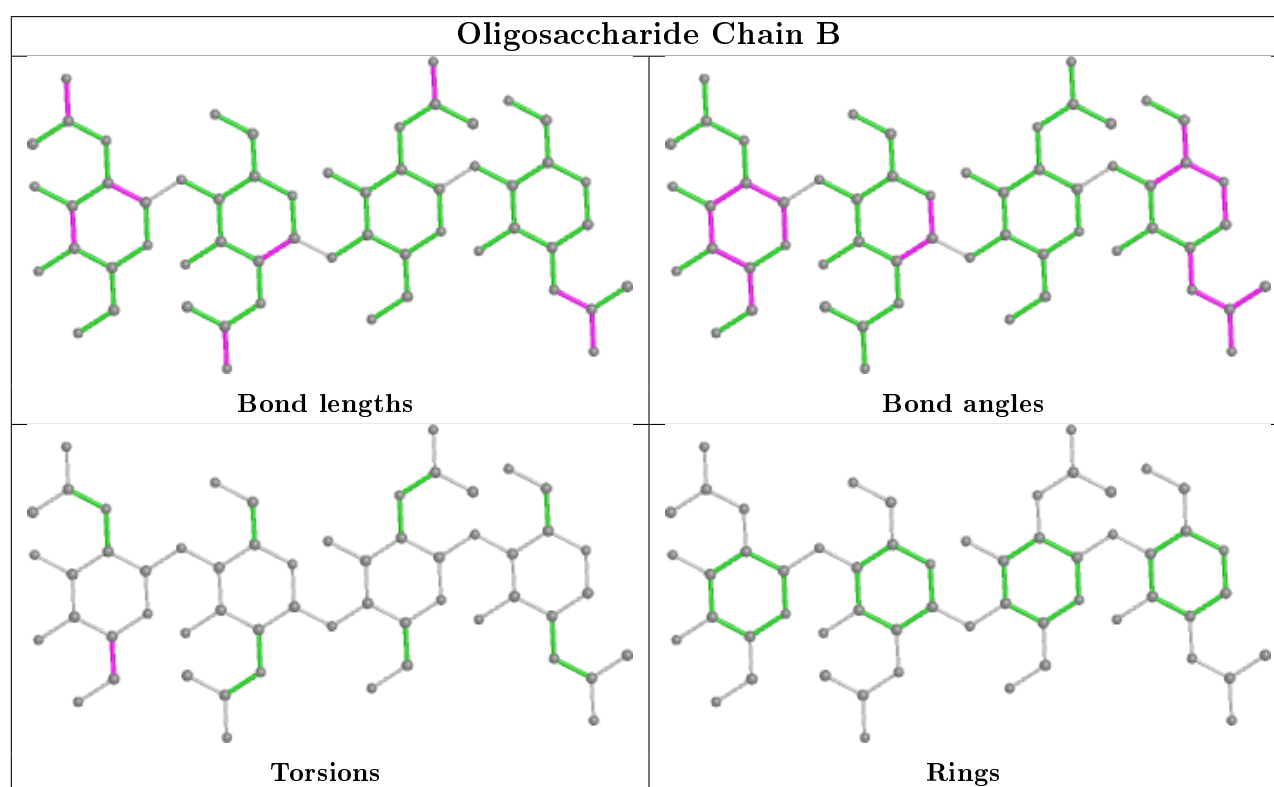 Oligosaccharide Chain B
Bond lengths
Bond angles
Torsions
Rings